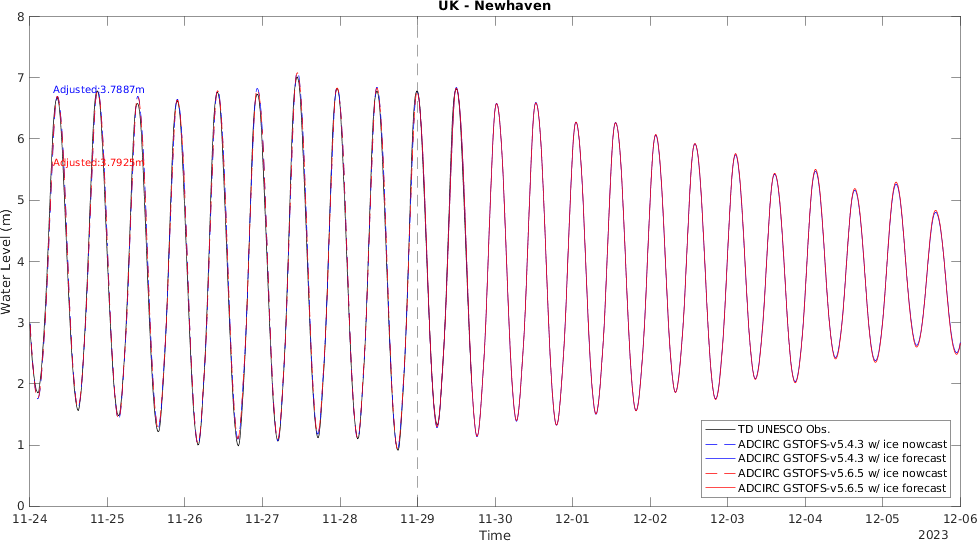 UK - Newhaven
8
7
6
5
4
3
2
1
0
Water Level (m)
Adjusted:3.7887m
Adjusted:3.7925m
TD UNESCO Obs.
ADCIRC GSTOFS-v5.4.3 w/ ice nowcast
ADCIRC GSTOFS-v5.4.3 w/ ice forecast
ADCIRC GSTOFS-v5.6.5 w/ ice nowcast
ADCIRC GSTOFS-v5.6.5 w/ ice forecast
11-24 11-25 11-26 11-27 11-28 11-29 11-30 12-01 12-02 12-03 12-04 12-05 12-06
Time
2023